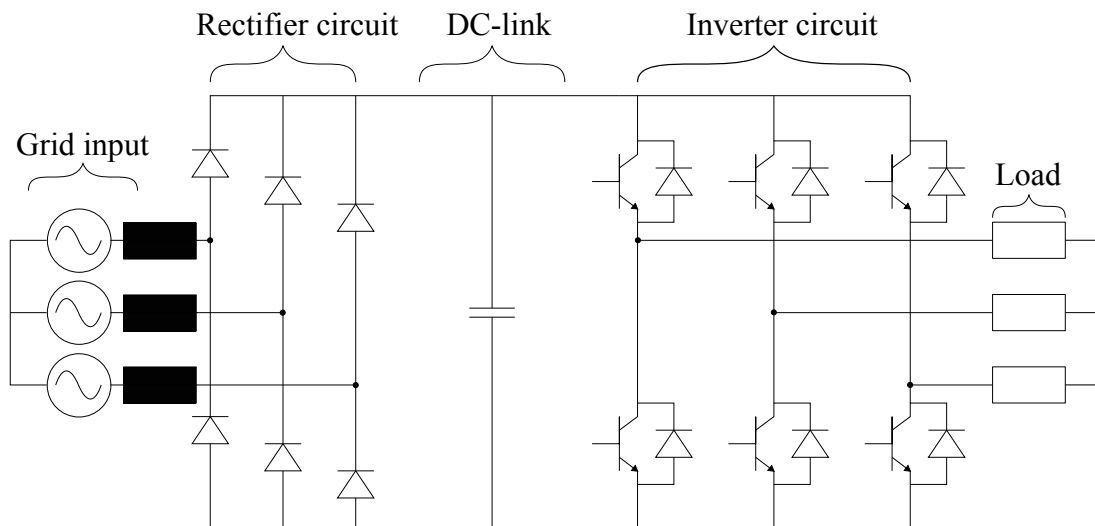 Rectifier circuit
DC-link
Inverter circuit
Grid input
Load